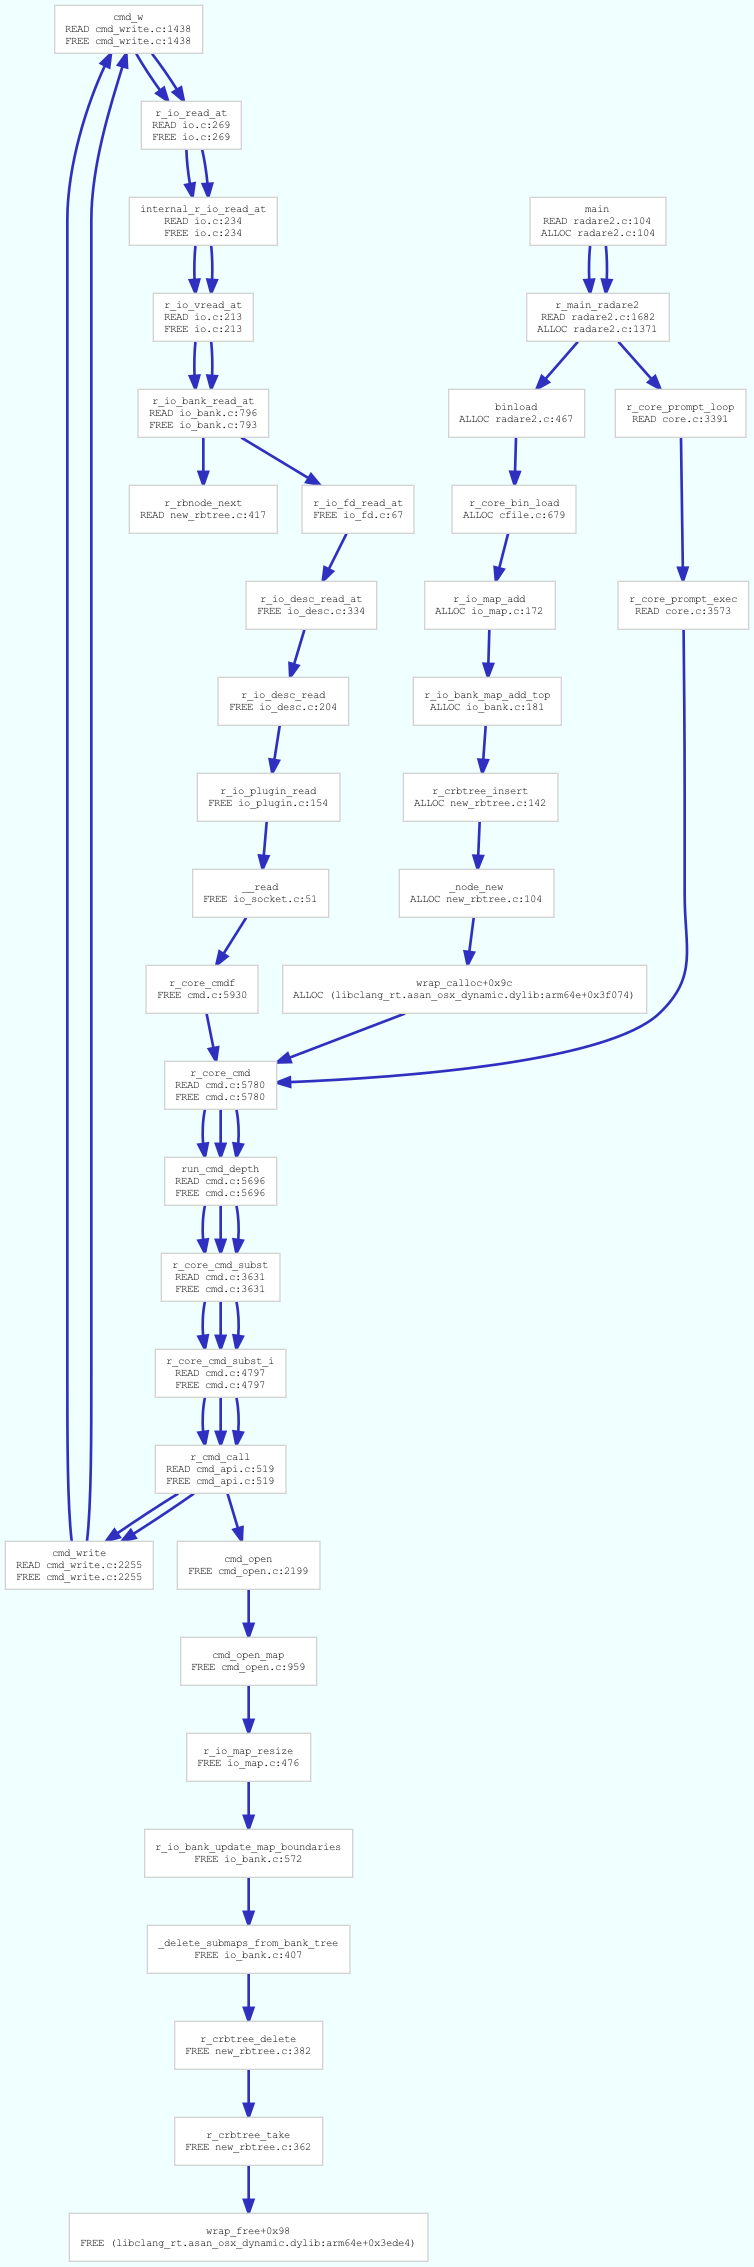 cmd_w
READ cmd_write.c:1438
FREE cmd_write.c:1438
r_io_read_at
READ io.c:269
FREE io.c:269
internal_r_io_read_at
READ io.c:234
FREE io.c:234
main
READ radare2.c:104
ALLOC radare2.c:104
r_io_vread_at
READ io.c:213
FREE io.c:213
r_main_radare2
READ radare2.c:1682
ALLOC radare2.c:1371
r_io_bank_read_at
READ io_bank.c:796
FREE io_bank.c:793
binload
ALLOC radare2.c:467
r_core_prompt_loop
READ core.c:3391
r_rbnode_next
READ new_rbtree.c:417
r_io_fd_read_at
FREE io_fd.c:67
r_core_bin_load
ALLOC cfile.c:679
r_io_desc_read_at
FREE io_desc.c:334
r_io_map_add
ALLOC io_map.c:172
r_core_prompt_exec
READ core.c:3573
r_io_desc_read
FREE io_desc.c:204
r_io_bank_map_add_top
ALLOC io_bank.c:181
r_io_plugin_read
FREE io_plugin.c:154
r_crbtree_insert
ALLOC new_rbtree.c:142
__read
FREE io_socket.c:51
_node_new
ALLOC new_rbtree.c:104
r_core_cmdf
FREE cmd.c:5930
wrap_calloc+0x9c
ALLOC (libclang_rt.asan_osx_dynamic.dylib:arm64e+0x3f074)
r_core_cmd
READ cmd.c:5780
FREE cmd.c:5780
run_cmd_depth
READ cmd.c:5696
FREE cmd.c:5696
r_core_cmd_subst
READ cmd.c:3631
FREE cmd.c:3631
r_core_cmd_subst_i
READ cmd.c:4797
FREE cmd.c:4797
r_cmd_call
READ cmd_api.c:519
FREE cmd_api.c:519
cmd_write
READ cmd_write.c:2255
FREE cmd_write.c:2255
cmd_open
FREE cmd_open.c:2199
cmd_open_map
FREE cmd_open.c:959
r_io_map_resize
FREE io_map.c:476
r_io_bank_update_map_boundaries
FREE io_bank.c:572
_delete_submaps_from_bank_tree
FREE io_bank.c:407
r_crbtree_delete
FREE new_rbtree.c:382
r_crbtree_take
FREE new_rbtree.c:362
wrap_free+0x98
FREE (libclang_rt.asan_osx_dynamic.dylib:arm64e+0x3ede4)